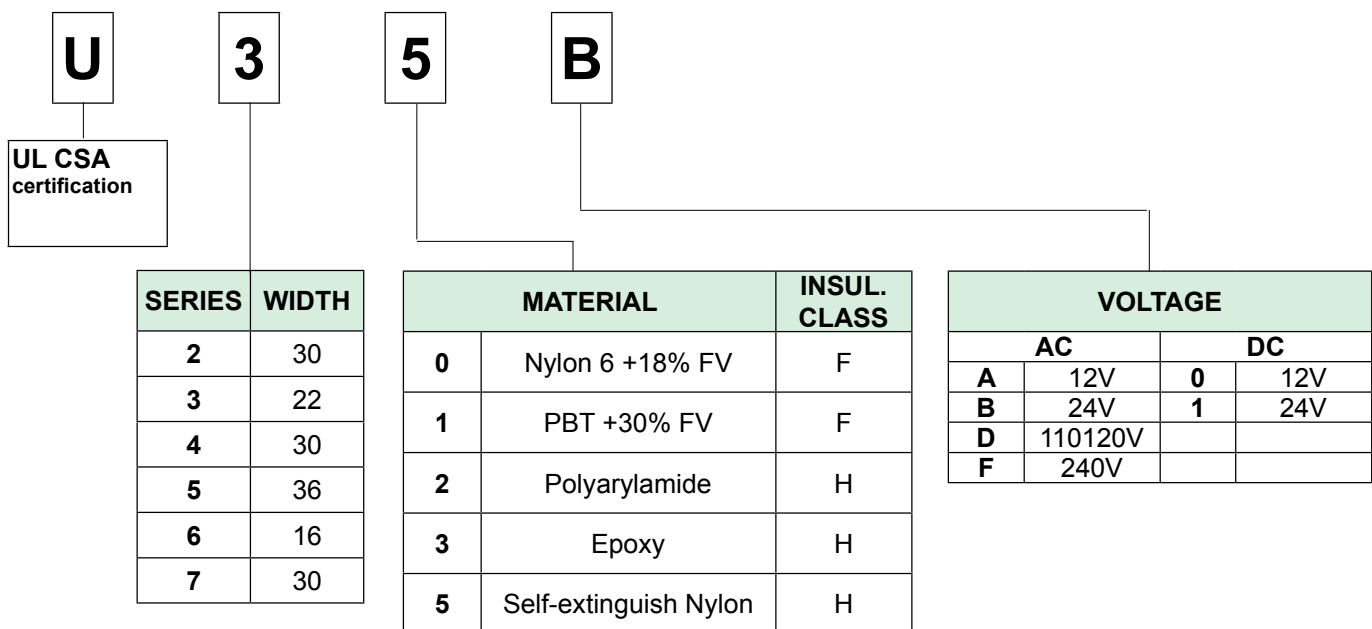 U 3 5 B
UL CSA
certification
SERIES WIDTH
2 30
3 22
4 30
5 36
6 16
7 30
MATERIAL INSUL.
CLASS
0 Nylon 6 +18% FV F
1 PBT +30% FV F
2 Polyarylamide H
3 Epoxy H
5 Self-extinguish Nylon H
VOLTAGE
AC DC
A 12V 0 12V
B 24V 1 24V
D 110120V
F 240V